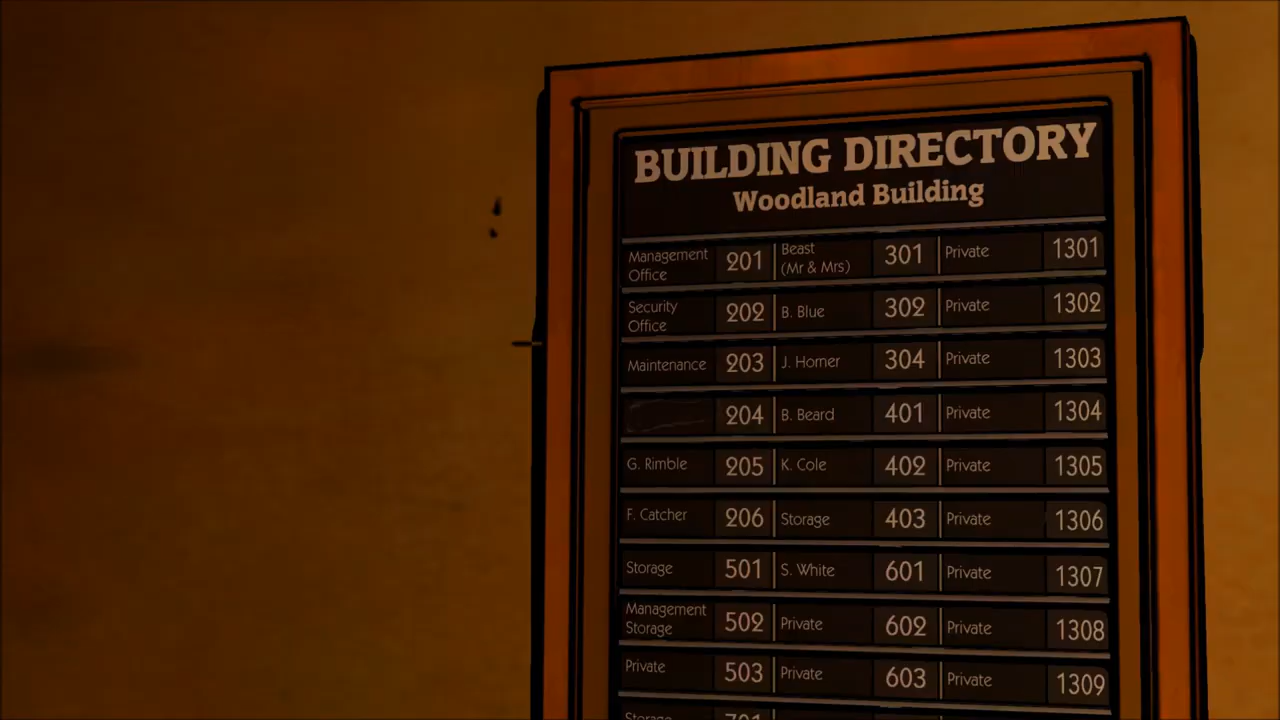 BUILDING DIRECTORY
Woodland Building
Management Office 201 Beast (Mr & Mrs) 301 Private 1301
Security Office 202 B. Blue 302 Private 1302
Maintenance 203 J. Horner 304 Private 1303
204 B. Beard 401 Private 1304
G. Rimble 205 K. Cole 402 Private 1305
F. Catcher 206 Storage 403 Private 1306
Storage 501 S. White 601 Private 1307
Management Storage 502 Private 602 Private 1308
Private 503 Private 603 Private 1309
Storage 701